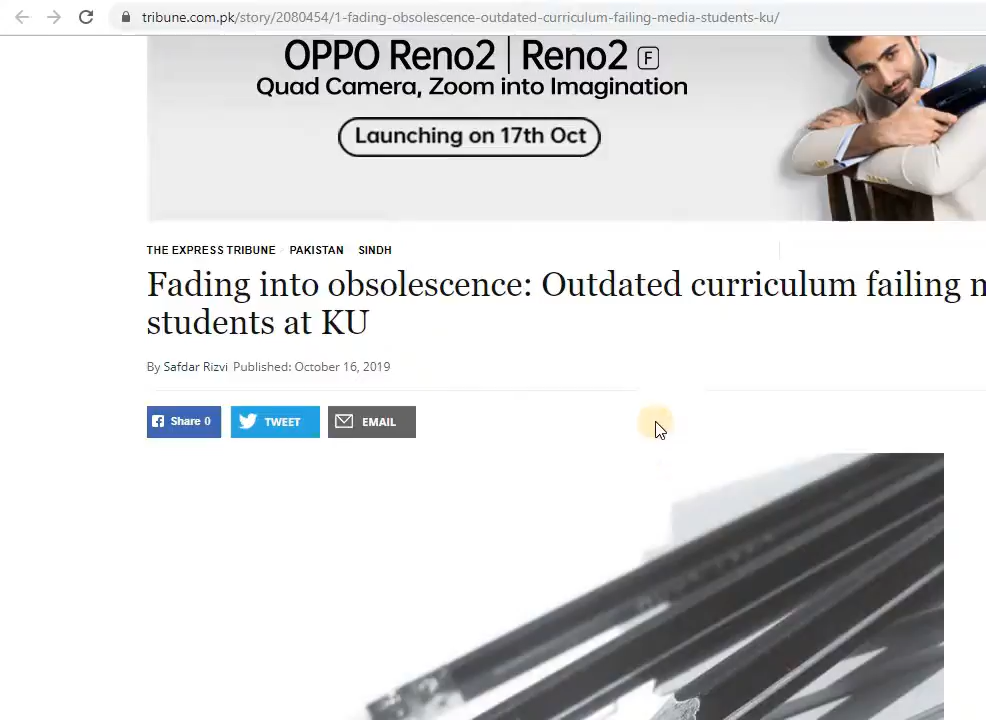 tribune.com.pk/story/2080454/1-fading-obsolescence-outdated-curriculum-failing-media-students-ku/
OPPO Reno2 | Reno2 F
Quad Camera, Zoom into Imagination
Launching on 17th Oct
THE EXPRESS TRIBUNE PAKISTAN SINDH
Fading into obsolescence: Outdated curriculum failing
students at KU
By Safdar Rizvi Published: October 16, 2019
Share 0 TWEET EMAIL